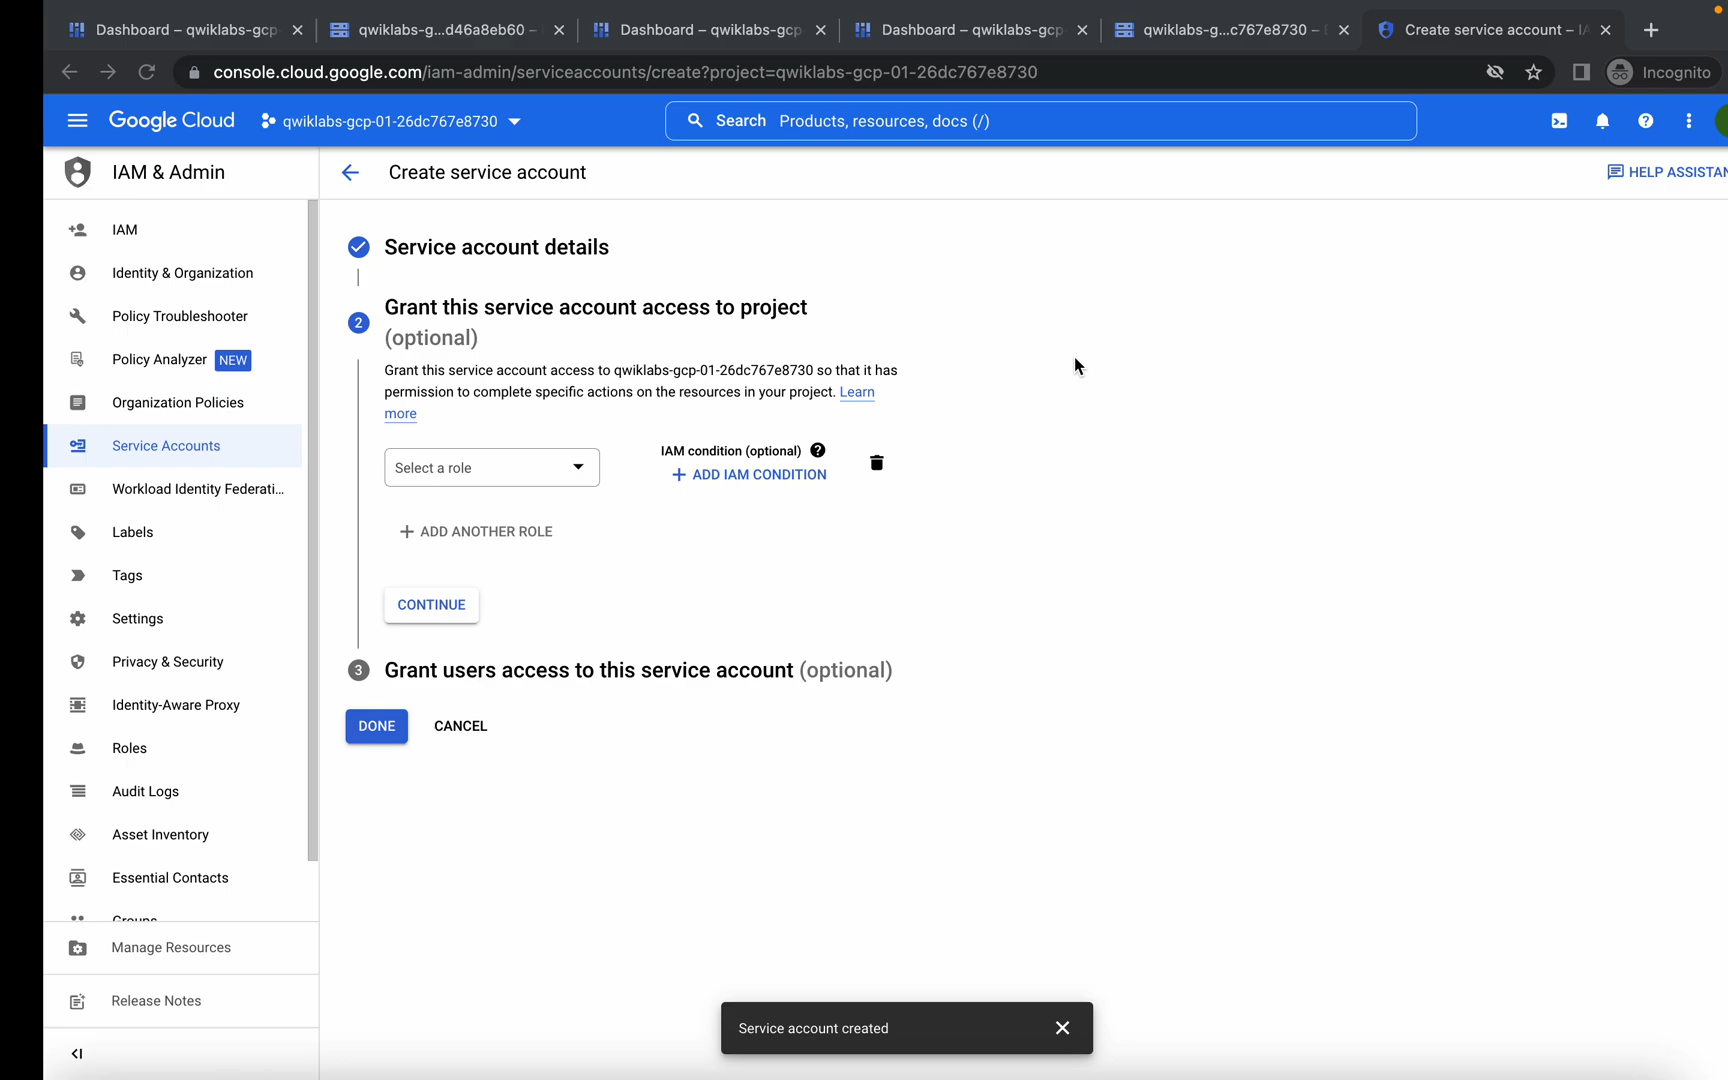 Dashboard – qwiklabs-gcp
qwiklabs-g...d46a8eb60 –
Dashboard – qwiklabs-gcp
Dashboard – qwiklabs-gcp
qwiklabs-g...c767e8730 –
Create service account – IA
console.cloud.google.com/iam-admin/serviceaccounts/create?project=qwiklabs-gcp-01-26dc767e8730
Incognito
Google Cloud
qwiklabs-gcp-01-26dc767e8730
Search Products, resources, docs (/)
IAM & Admin
Create service account
HELP ASSISTAN
IAM
Identity & Organization
Policy Troubleshooter
Policy Analyzer NEW
Organization Policies
Service Accounts
Workload Identity Federati...
Labels
Tags
Settings
Privacy & Security
Identity-Aware Proxy
Roles
Audit Logs
Asset Inventory
Essential Contacts
Groups
Manage Resources
Release Notes
Service account details
2
Grant this service account access to project
(optional)
Grant this service account access to qwiklabs-gcp-01-26dc767e8730 so that it has
permission to complete specific actions on the resources in your project. Learn
more
Select a role
IAM condition (optional)
+ ADD IAM CONDITION
+ ADD ANOTHER ROLE
CONTINUE
3 Grant users access to this service account (optional)
DONE
CANCEL
Service account created